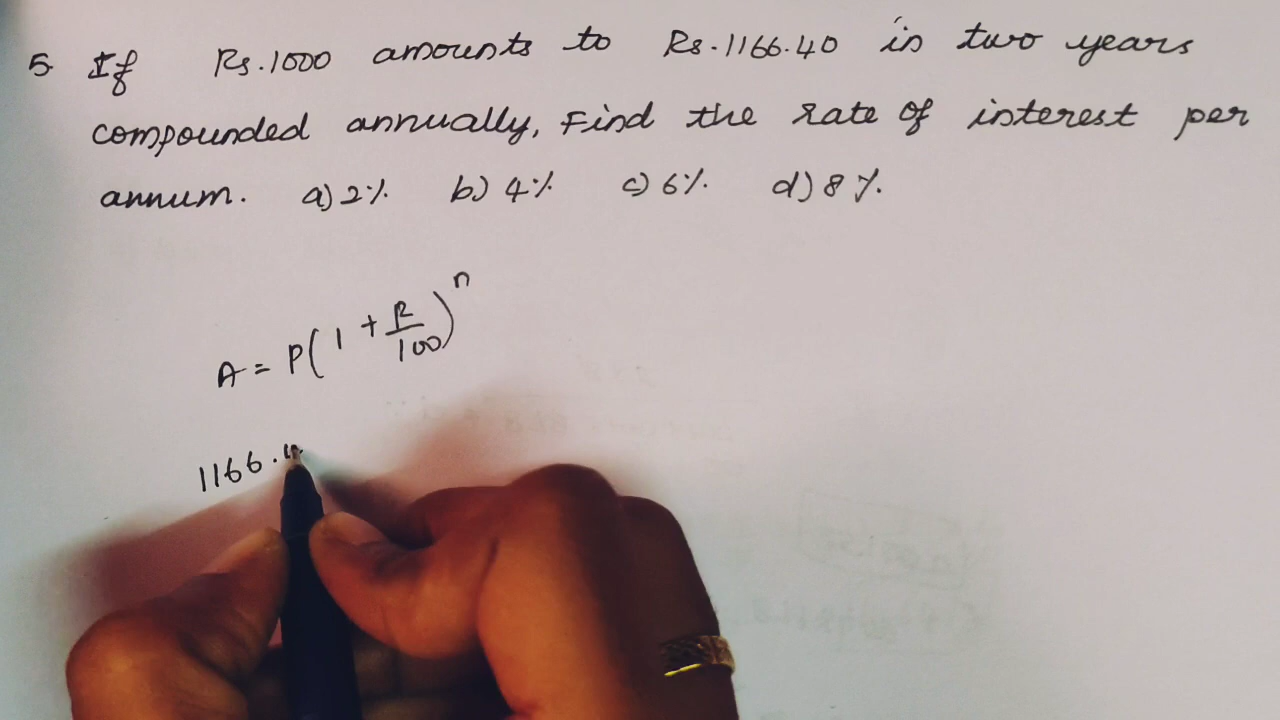 5 If Rs.1000 amounts to Rs.1166.40 in two years
compounded annually, Find the rate of interest per
annum. a) 2% b) 4% c) 6% d) 8%.
A = P(1 + R/100)^n
1166.4